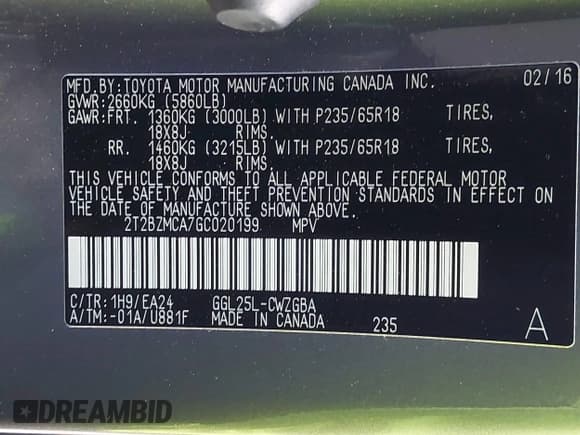 MFD.BY:TOYOTA MOTOR MANUFACTURING CANADA INC. 02/16
GVWR:2660KG (5860LB)
GAWR:FRT. 1360KG (3000LB) WITH P235/65R18 TIRES,
18X8J RIMS.
RR. 1460KG (3215LB) WITH P235/65R18 TIRES,
18X8J RIMS.
THIS VEHICLE CONFORMS TO ALL APPLICABLE FEDERAL MOTOR
VEHICLE SAFETY AND THEFT PREVENTION STANDARDS IN EFFECT ON
THE DATE OF MANUFACTURE SHOWN ABOVE.
2T2BZMCA7GC020199 MPV
C/TR:1H9/EA24 GGL25L-CWZGBA
A/TM:-01A/U881F MADE IN CANADA 235 A
DREAMBID